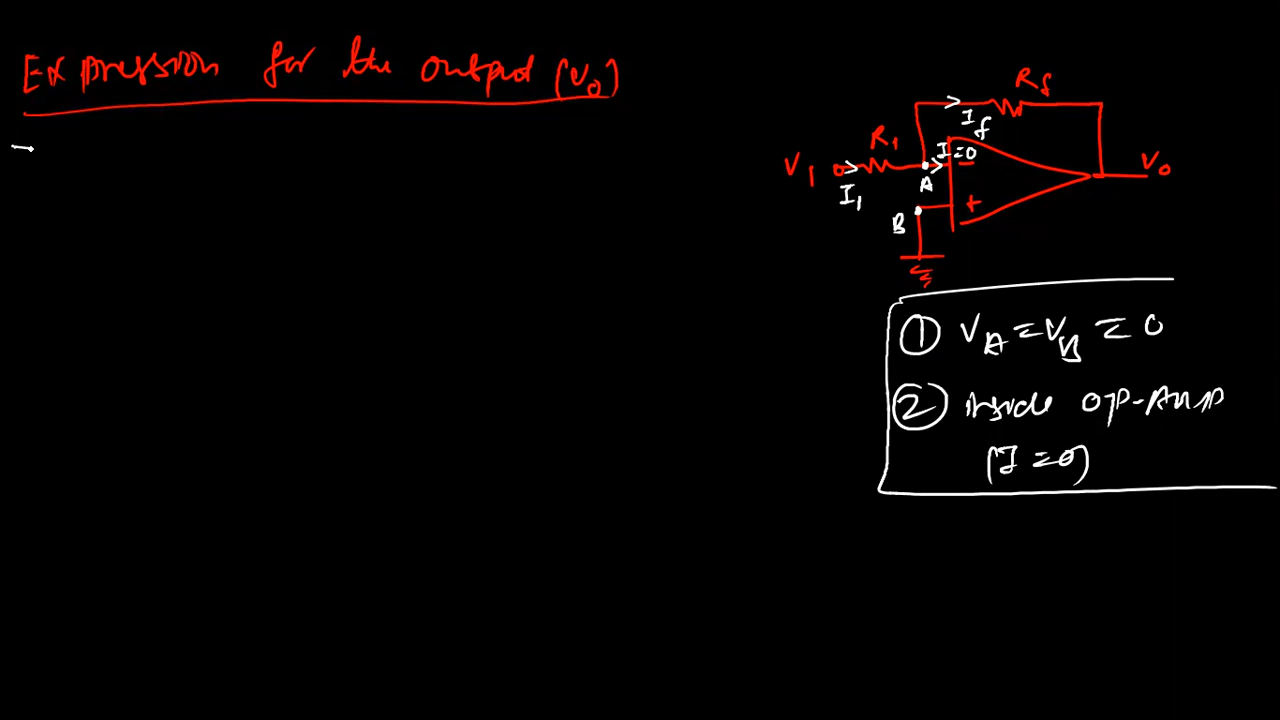 Expression for the output (V₀)
Rf
If
R₁
I=0
V₁
V₀
A
I₁
B
+
① VA = VB = 0
② inside op-Amp
(I = 0)